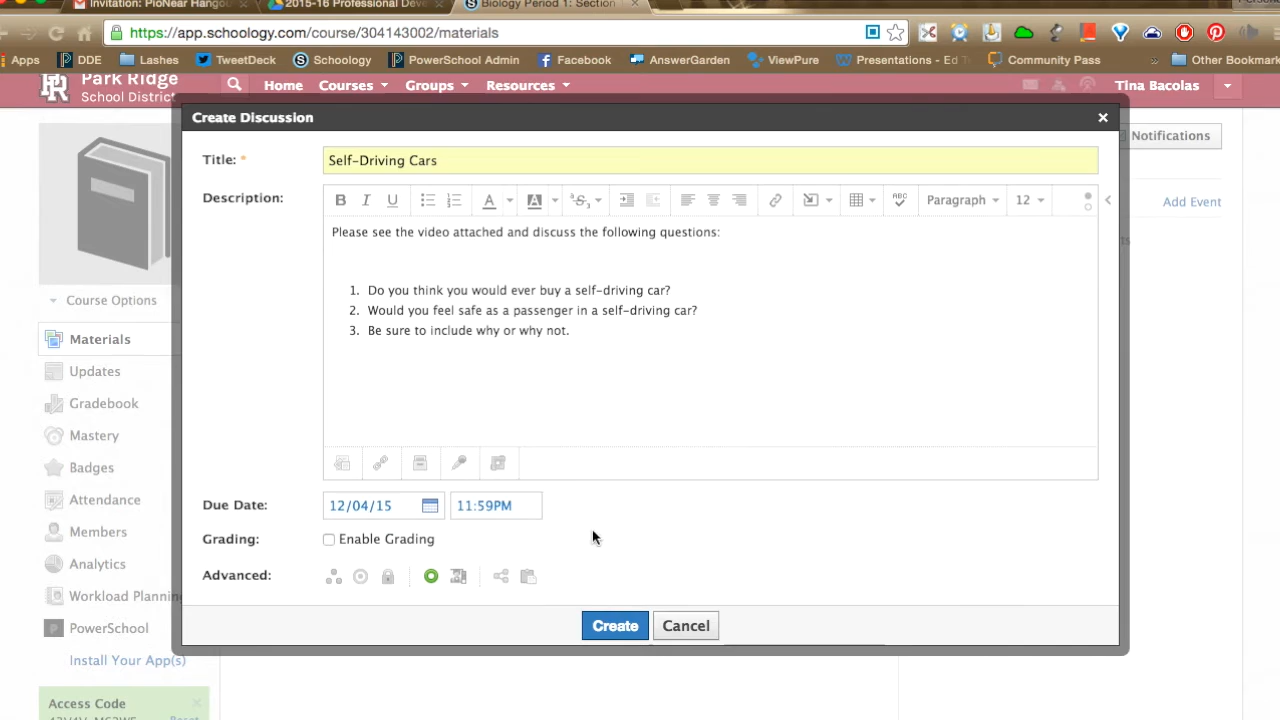 Invitation: PioNear Hango
2015-16 Professional Deve
Biology Period 1: Section
https://app.schoology.com/course/304143002/materials
Apps DDE Lashes TweetDeck Schoology PowerSchool Admin Facebook AnswerGarden ViewPure Presentations - Ed T Community Pass » Other Bookmark
Park Ridge
School District
Home Courses Groups Resources
Tina Bacolas
Create Discussion
Notifications
Title: *
Self-Driving Cars
Description:
B I U A A S Paragraph 12
ABC
Add Event
Please see the video attached and discuss the following questions:
1. Do you think you would ever buy a self-driving car?
2. Would you feel safe as a passenger in a self-driving car?
3. Be sure to include why or why not.
Course Options
Materials
Updates
Gradebook
Mastery
Badges
Attendance
Members
Analytics
Workload Planning
PowerSchool
Install Your App(s)
Due Date: 12/04/15 11:59PM
Grading: Enable Grading
Advanced:
Create Cancel
Access Code
Reset